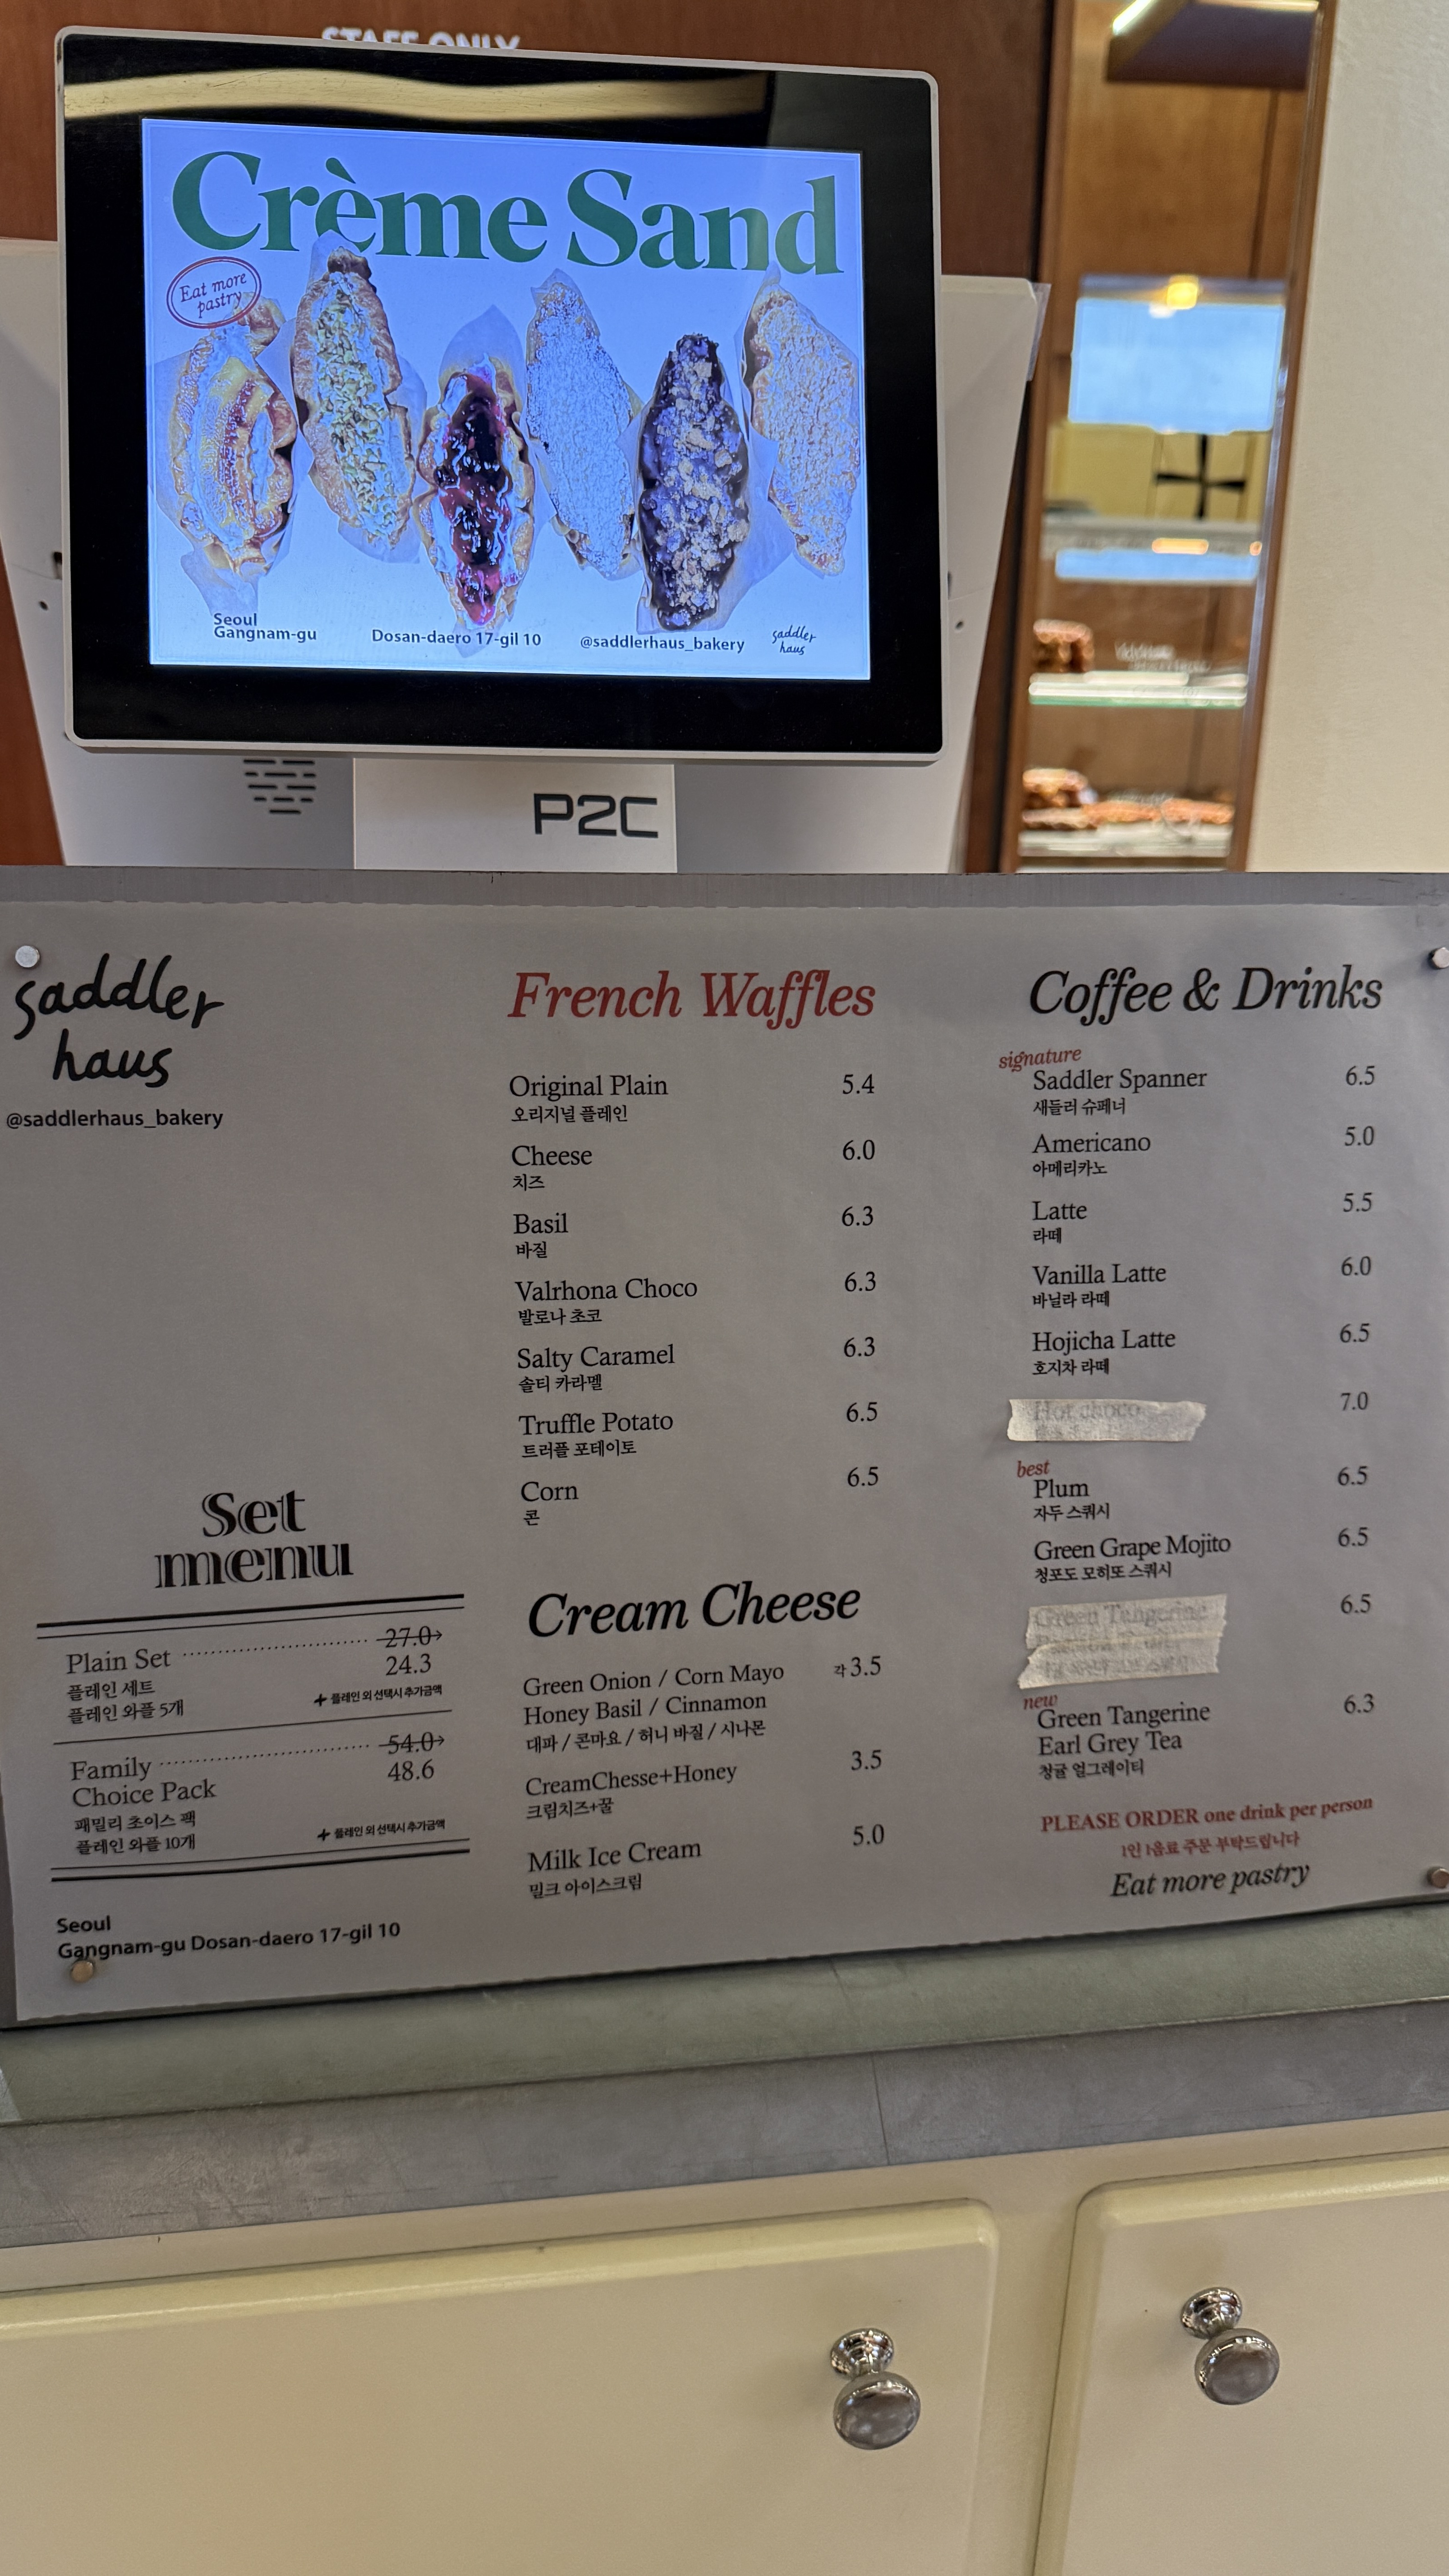 STAFF ONLY
Crème Sand
Eat more
pastry
Seoul
Gangnam-gu
Dosan-daero 17-gil 10
@saddlerhaus_bakery
saddler
haus
P2C
saddler
haus
@saddlerhaus_bakery
Set
menu
Plain Set 27.0
24.3
플레인 세트
플레인 와플 5개
+ 플레인 외 선택시 추가금액
Family 54.0
Choice Pack 48.6
패밀리 초이스 팩
플레인 와플 10개
+ 플레인 외 선택시 추가금액
Seoul
Gangnam-gu Dosan-daero 17-gil 10
French Waffles
Original Plain 5.4
오리지널 플레인
Cheese 6.0
치즈
Basil 6.3
바질
Valrhona Choco 6.3
발로나 초코
Salty Caramel 6.3
솔티 카라멜
Truffle Potato 6.5
트러플 포테이토
Corn 6.5
콘
Cream Cheese
Green Onion / Corn Mayo 각 3.5
Honey Basil / Cinnamon
대파 / 콘마요 / 허니 바질 / 시나몬
CreamChesse+Honey 3.5
크림치즈+꿀
Milk Ice Cream 5.0
밀크 아이스크림
Coffee & Drinks
signature
Saddler Spanner 6.5
새들러 슈페너
Americano 5.0
아메리카노
Latte 5.5
라떼
Vanilla Latte 6.0
바닐라 라떼
Hojicha Latte 6.5
호지차 라떼
Hot choco 7.0
best
Plum 6.5
자두 스쿼시
Green Grape Mojito 6.5
청포도 모히또 스쿼시
Green Tangerine 6.5
new
Green Tangerine 6.3
Earl Grey Tea
청귤 얼그레이티
PLEASE ORDER one drink per person
1인 1음료 주문 부탁드립니다
Eat more pastry